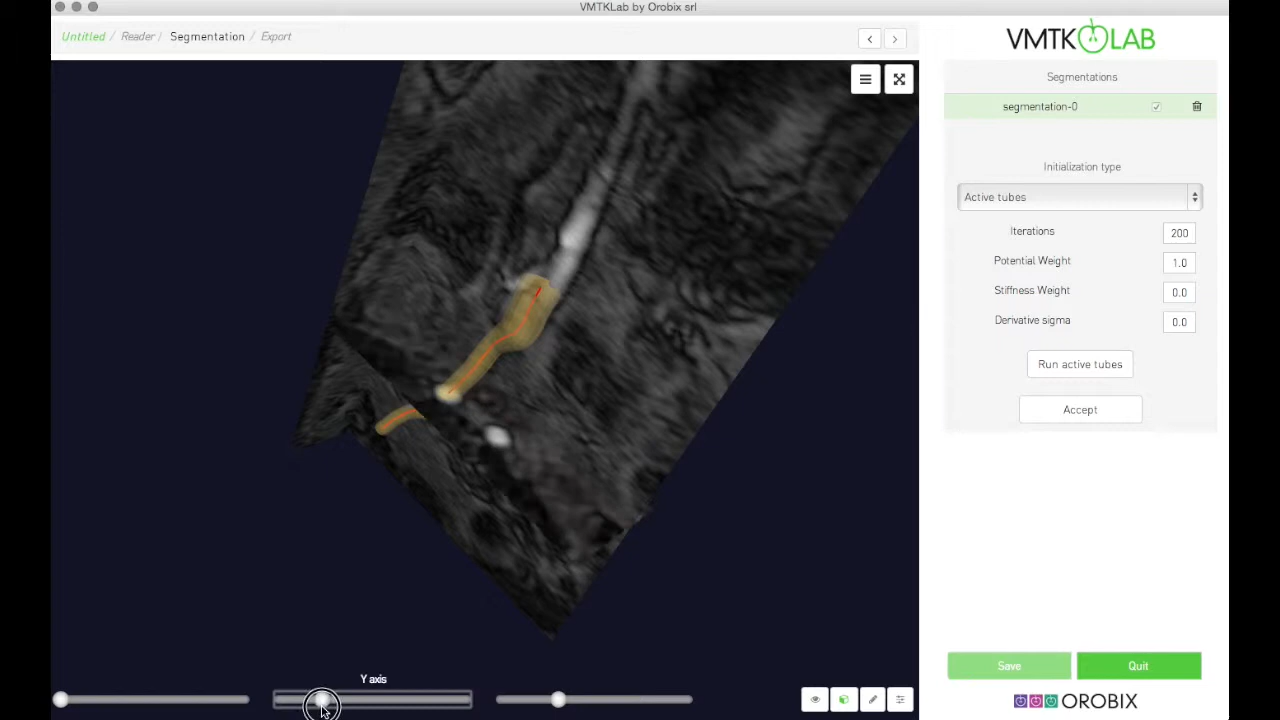 VMTKLab by Orobix srl
Untitled / Reader / Segmentation / Export
VMTK LAB
Segmentations
segmentation-0
Initialization type
Active tubes
Iterations 200
Potential Weight 1.0
Stiffness Weight 0.0
Derivative sigma 0.0
Run active tubes
Accept
Y axis
Save
Quit
OROBIX